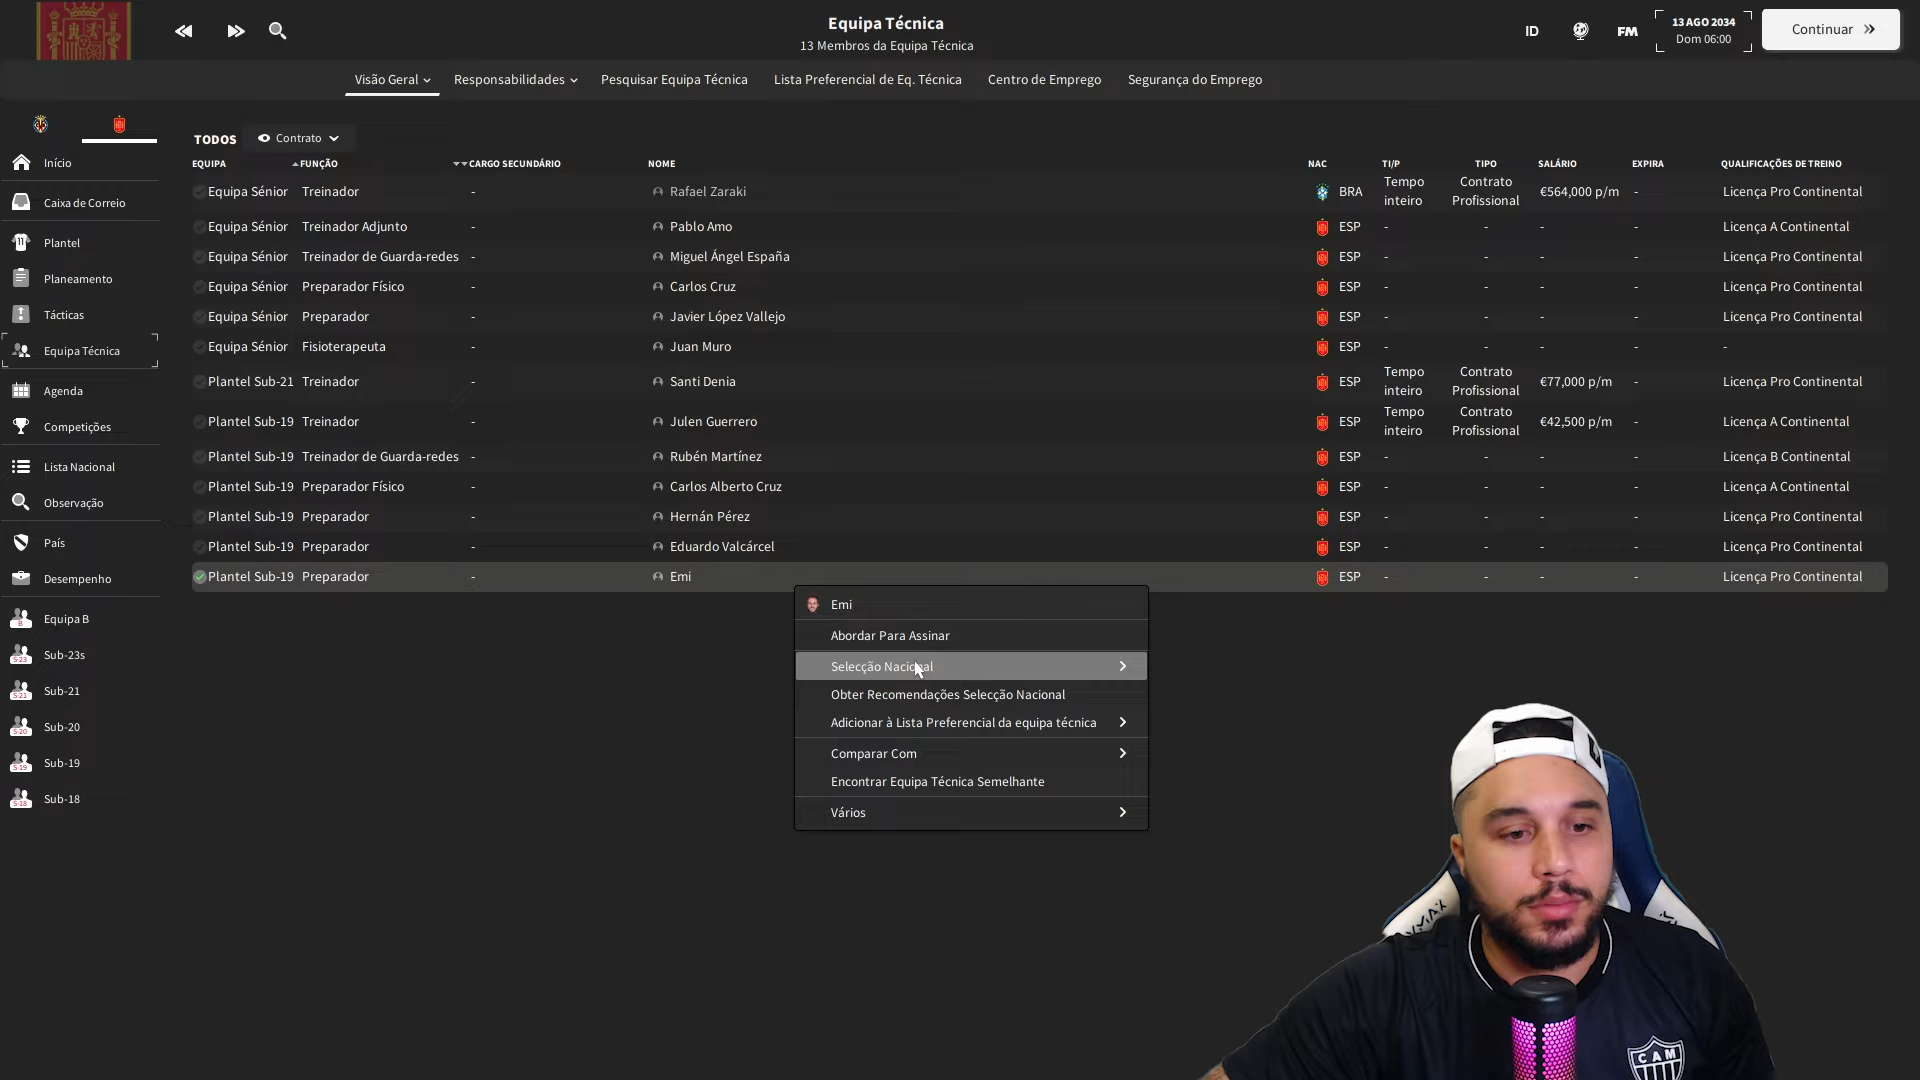 Equipa Técnica
13 Membros da Equipa Técnica
ID
FM
13 AGO 2034
Dom 06:00
Continuar
Visão Geral
Responsabilidades
Pesquisar Equipa Técnica
Lista Preferencial de Eq. Técnica
Centro de Emprego
Segurança do Emprego
Início
Caixa de Correio
Plantel
Planeamento
Tácticas
Equipa Técnica
Agenda
Competições
Lista Nacional
Observação
País
Desempenho
Equipa B
Sub-23s
Sub-21
Sub-20
Sub-19
Sub-18
TODOS Contrato
EQUIPA FUNÇÃO CARGO SECUNDÁRIO NOME NAC TI/P TIPO SALÁRIO EXPIRA QUALIFICAÇÕES DE TREINO
Equipa Sénior Treinador - Rafael Zaraki BRA Tempo inteiro Contrato Profissional €564,000 p/m - Licença Pro Continental
Equipa Sénior Treinador Adjunto - Pablo Amo ESP - - - - Licença A Continental
Equipa Sénior Treinador de Guarda-redes - Miguel Ángel España ESP - - - - Licença Pro Continental
Equipa Sénior Preparador Físico - Carlos Cruz ESP - - - - Licença Pro Continental
Equipa Sénior Preparador - Javier López Vallejo ESP - - - - Licença Pro Continental
Equipa Sénior Fisioterapeuta - Juan Muro ESP - - - - -
Plantel Sub-21 Treinador - Santi Denia ESP Tempo inteiro Contrato Profissional €77,000 p/m - Licença Pro Continental
Plantel Sub-19 Treinador - Julen Guerrero ESP Tempo inteiro Contrato Profissional €42,500 p/m - Licença A Continental
Plantel Sub-19 Treinador de Guarda-redes - Rubén Martínez ESP - - - - Licença B Continental
Plantel Sub-19 Preparador Físico - Carlos Alberto Cruz ESP - - - - Licença A Continental
Plantel Sub-19 Preparador - Hernán Pérez ESP - - - - Licença Pro Continental
Plantel Sub-19 Preparador - Eduardo Valcárcel ESP - - - - Licença Pro Continental
Plantel Sub-19 Preparador - Emi ESP - - - - Licença Pro Continental
Emi
Abordar Para Assinar
Selecção Nacional
Obter Recomendações Selecção Nacional
Adicionar à Lista Preferencial da equipa técnica
Comparar Com
Encontrar Equipa Técnica Semelhante
Vários
CAM